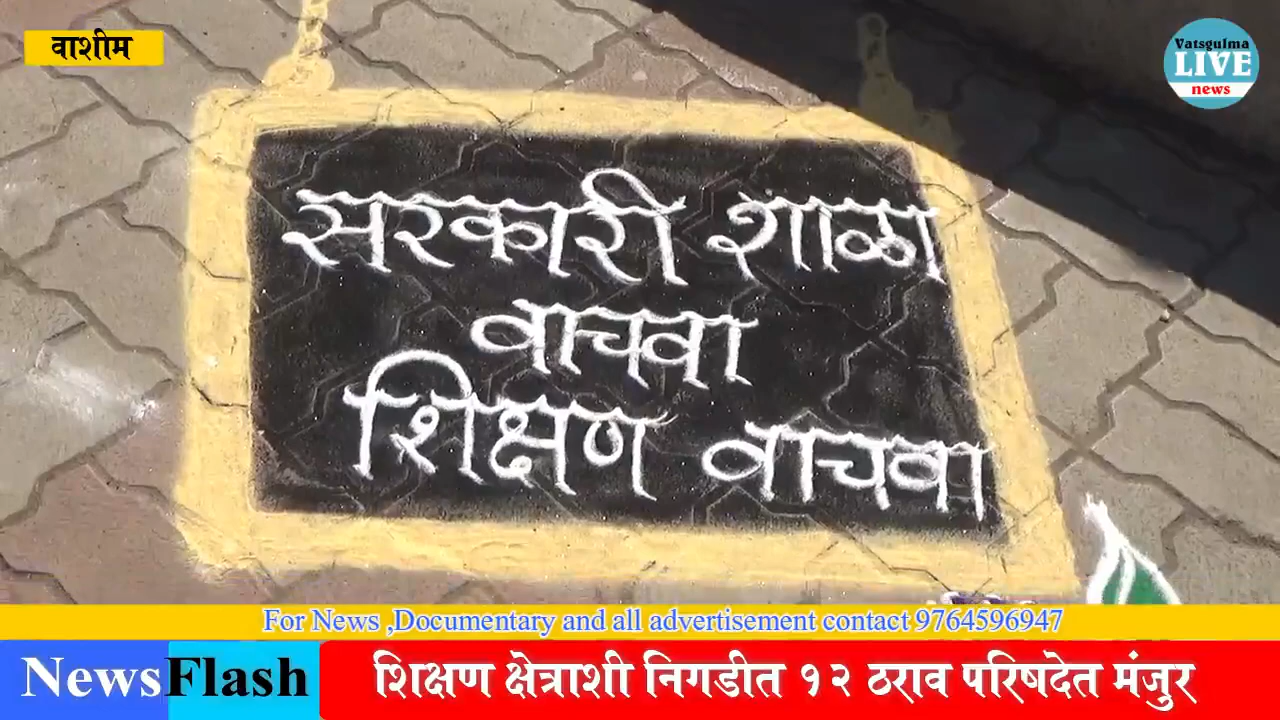 वाशीम
Vatsgulma
LIVE
news
सरकारी शाळा
वाचवा
शिक्षण वाचवा
For News ,Documentary and all advertisement contact 9764596947
NewsFlash
शिक्षण क्षेत्राशी निगडीत १२ ठराव परिषदेत मंजुर